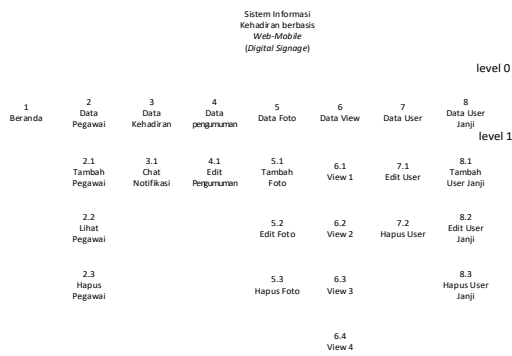 Sistem Informasi
Kehadiran berbasis
Web-Mobile
(Digital Signage)
level 0
1
Beranda
2
Data
Pegawai
3
Data
Kehadiran
4
Data
pengumuman
5
Data Foto
6
Data View
7
Data User
8
Data User
Janji
level 1
2.1
Tambah
Pegawai
3.1
Chat
Notifikasi
4.1
Edit
Pengumuman
5.1
Tambah
Foto
6.1
View 1
7.1
Edit User
8.1
Tambah
User Janji
2.2
Lihat
Pegawai
5.2
Edit Foto
6.2
View 2
7.2
Hapus User
8.2
Edit User
Janji
2.3
Hapus
Pegawai
5.3
Hapus Foto
6.3
View 3
8.3
Hapus User
Janji
6.4
View 4